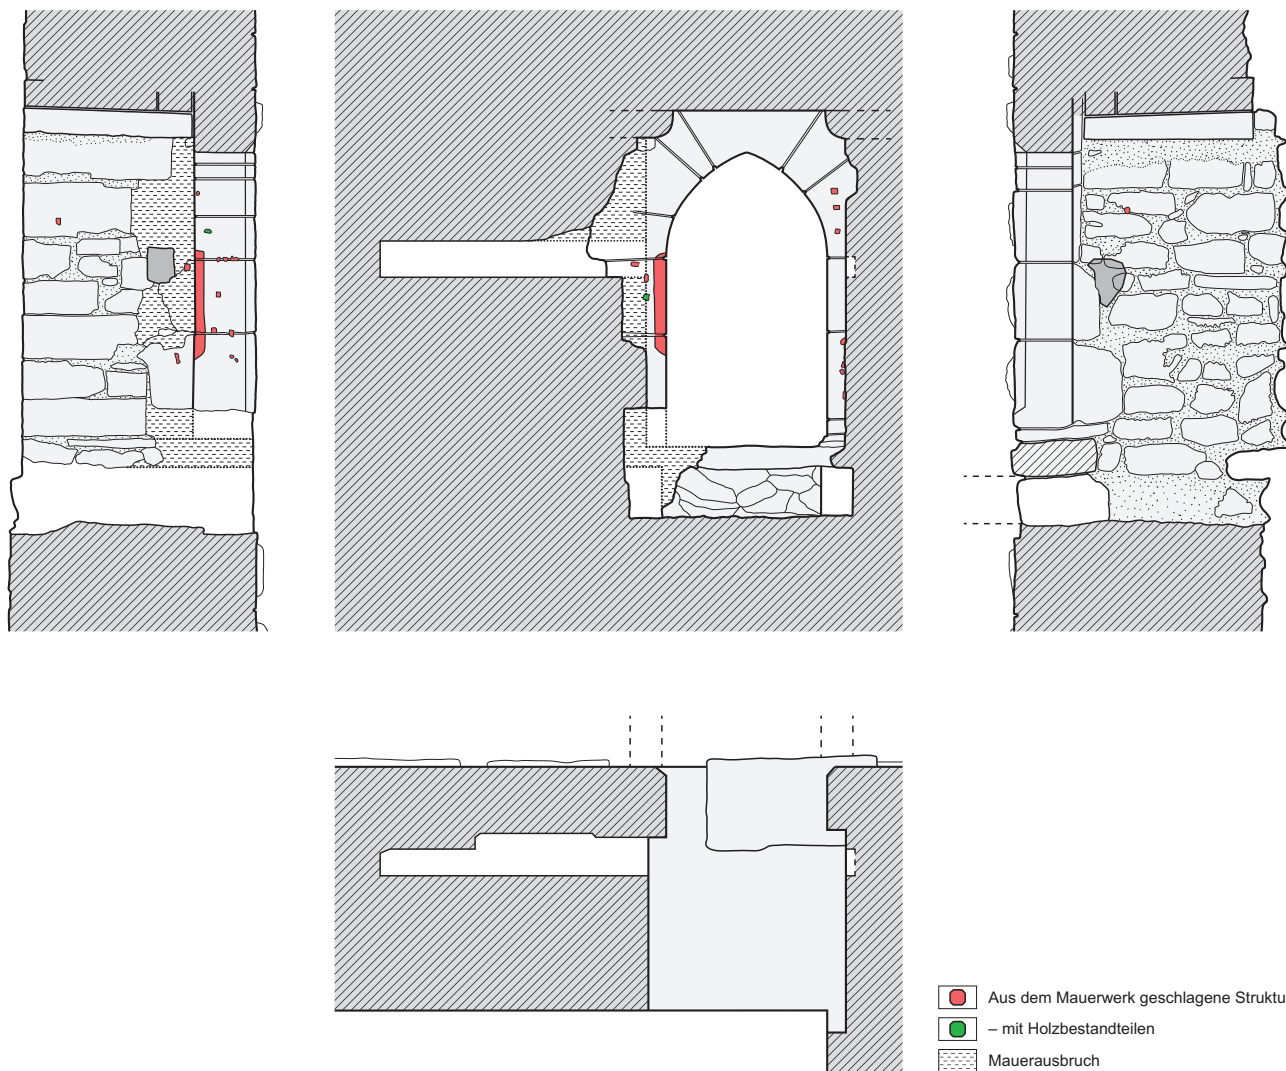 Aus dem Mauerwerk geschlagene Struktu
– mit Holzbestandteilen
Mauerausbruch